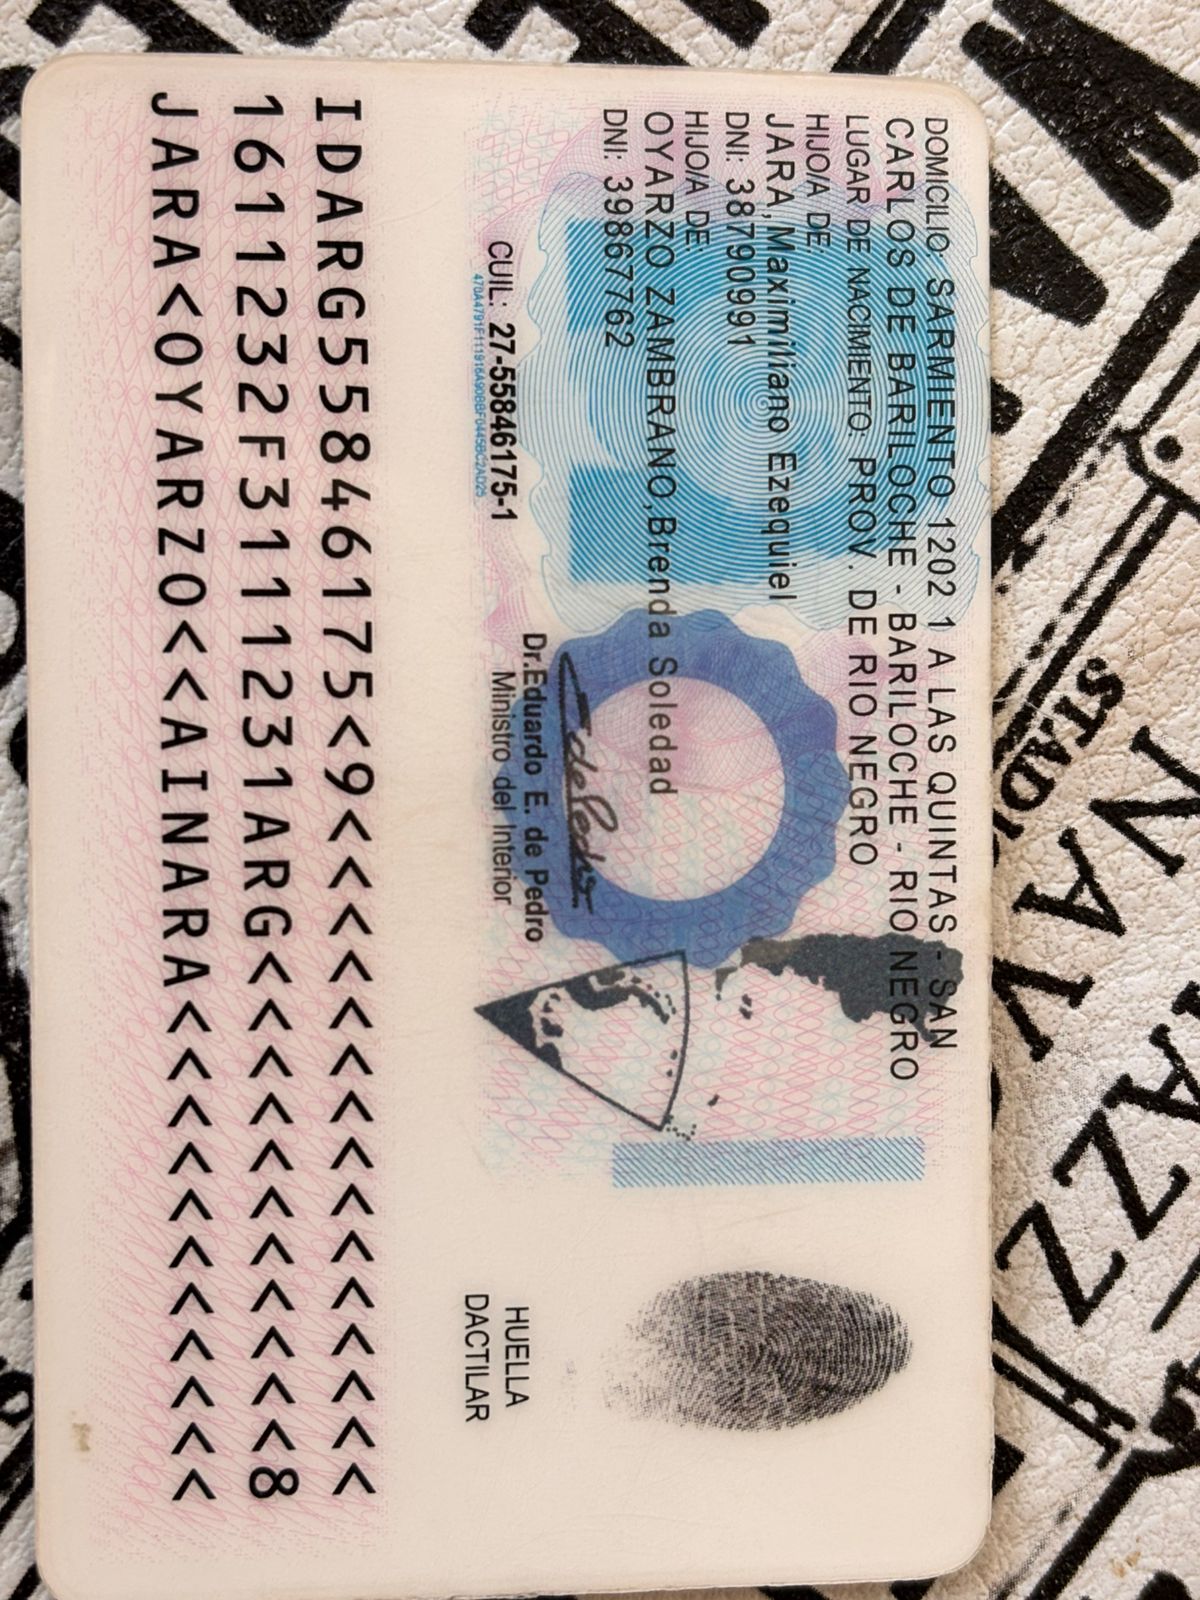 DOMICILIO: SARMIENTO 1202 1 A LAS QUINTAS - SAN
CARLOS DE BARILOCHE - BARILOCHE - RIO NEGRO
LUGAR DE NACIMIENTO: PROV. DE RIO NEGRO
HIJO/A DE:
JARA,Maximiliano Ezequiel
DNI: 38790991
HIJO/A DE:
OYARZO ZAMBRANO,Brenda Soledad
DNI: 39867762
Dr.Eduardo E. de Pedro
Ministro del Interior
CUIL: 27-55846175-1
HUELLA
DACTILAR
IDARG55846175<9<<<<<<<<<<<<<<<
1611232F3111231ARG<<<<<<<<<<<8
JARA<OYARZO<<AINARA<<<<<<<<<<<
STADI
NAV